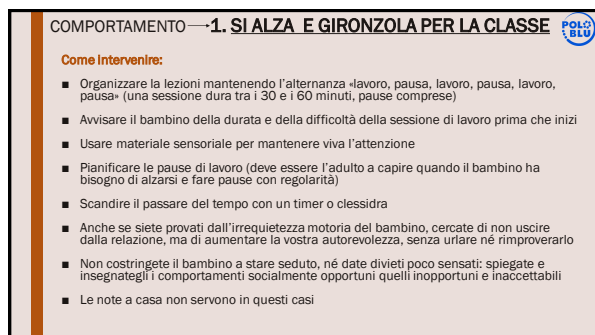 COMPORTAMENTO→1. SI ALZA E GIRONZOLA PER LA CLASSE
POLO
BLU
Come Intervenire:
▪ Organizzare la lezioni mantenendo l'alternanza «lavoro, pausa, lavoro, pausa, lavoro,
pausa» (una sessione dura tra i 30 e i 60 minuti, pause comprese)
▪ Avvisare il bambino della durata e della difficoltà della sessione di lavoro prima che inizi
▪ Usare materiale sensoriale per mantenere viva l'attenzione
▪ Pianificare le pause di lavoro (deve essere l'adulto a capire quando il bambino ha
bisogno di alzarsi e fare pause con regolarità)
▪ Scandire il passare del tempo con un timer o clessidra
▪ Anche se siete provati dall'irrequietezza motoria del bambino, cercate di non uscire
dalla relazione, ma di aumentare la vostra autorevolezza, senza urlare né rimproverarlo
▪ Non costringete il bambino a stare seduto, né date divieti poco sensati: spiegate e
insegnategli i comportamenti socialmente opportuni quelli inopportuni e inaccettabili
▪ Le note a casa non servono in questi casi